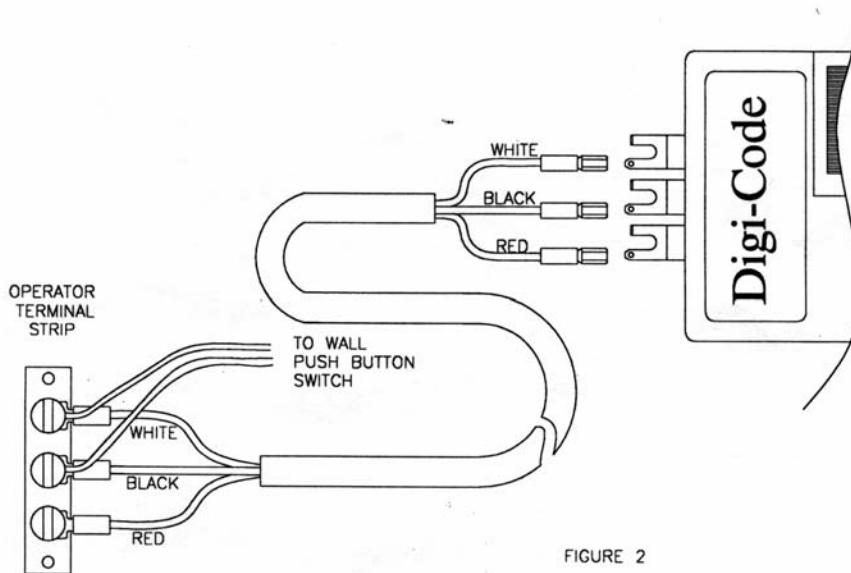 WHITE
BLACK
RED
Digi-Code
OPERATOR
TERMINAL
STRIP
TO WALL
PUSH BUTTON
SWITCH
WHITE
BLACK
RED
FIGURE 2